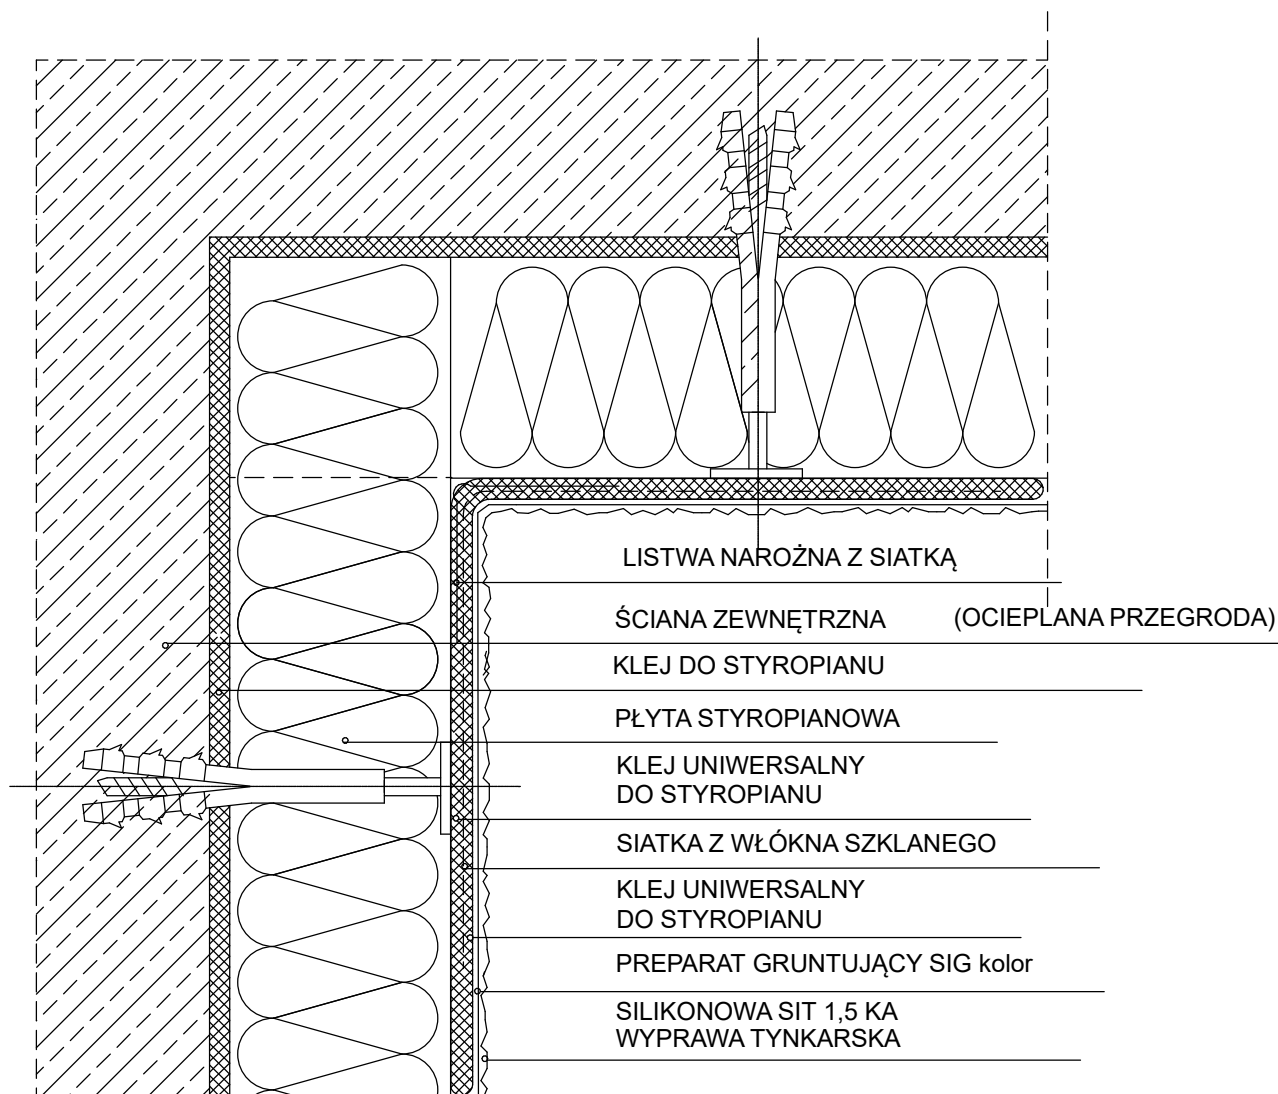 LISTWA NAROŻNA Z SIATKĄ
ŚCIANA ZEWNĘTRZNA (OCIEPLANA PRZEGRODA)
KLEJ DO STYROPIANU
PŁYTA STYROPIANOWA
KLEJ UNIWERSALNY
DO STYROPIANU
SIATKA Z WŁÓKNA SZKLANEGO
KLEJ UNIWERSALNY
DO STYROPIANU
PREPARAT GRUNTUJĄCY SIG kolor
SILIKONOWA SIT 1,5 KA
WYPRAWA TYNKARSKA